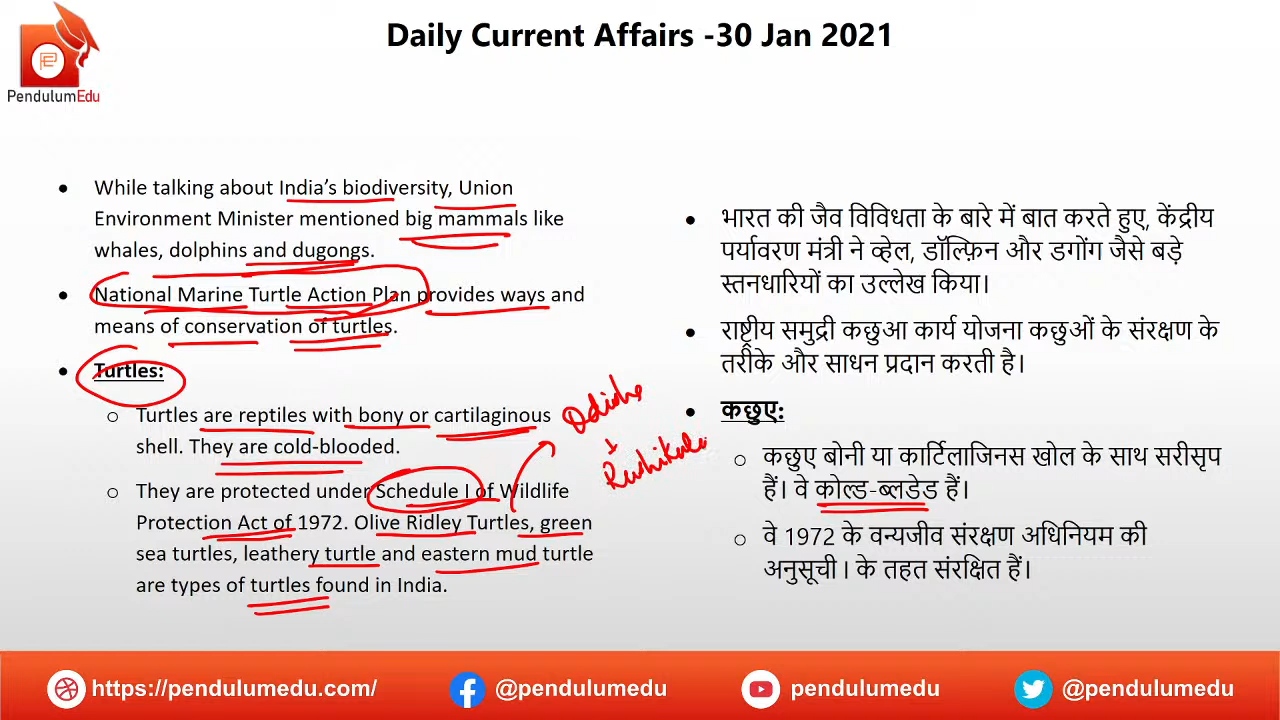 Daily Current Affairs -30 Jan 2021
PendulumEdu
• While talking about India's biodiversity, Union
Environment Minister mentioned big mammals like
whales, dolphins and dugongs.
• National Marine Turtle Action Plan provides ways and
means of conservation of turtles.
• Turtles:
o Turtles are reptiles with bony or cartilaginous
shell. They are cold-blooded.
o They are protected under Schedule I of Wildlife
Protection Act of 1972. Olive Ridley Turtles, green
sea turtles, leathery turtle and eastern mud turtle
are types of turtles found in India.
Odisha
• भारत की जैव विविधता के बारे में बात करते हुए, केंद्रीय
पर्यावरण मंत्री ने व्हेल, डॉल्फ़िन और डगोंग जैसे बड़े
स्तनधारियों का उल्लेख किया।
• राष्ट्रीय समुद्री कछुआ कार्य योजना कछुओं के संरक्षण के
तरीके और साधन प्रदान करती है।
• कछुए:
o कछुए बोनी या कार्टिलाजिनस खोल के साथ सरीसृप
हैं। वे कोल्ड-ब्लडेड हैं।
o वे 1972 के वन्यजीव संरक्षण अधिनियम की
अनुसूची I के तहत संरक्षित हैं।
https://pendulumedu.com/
@pendulumedu
pendulumedu
@pendulumedu